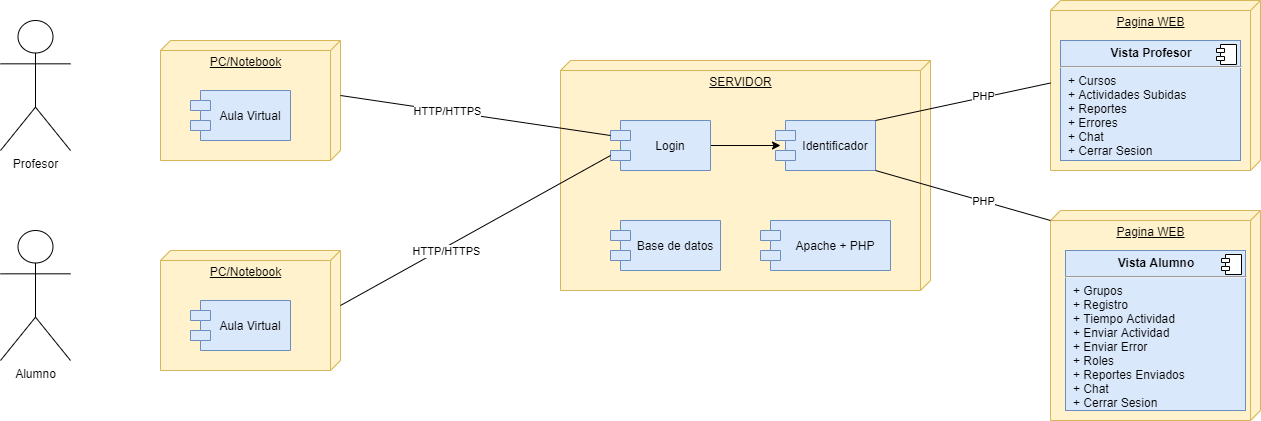 Profesor
PC/Notebook
Aula Virtual
HTTP/HTTPS
Alumno
PC/Notebook
Aula Virtual
HTTP/HTTPS
SERVIDOR
Login
Identificador
Base de datos
Apache + PHP
PHP
PHP
Pagina WEB
Vista Profesor
+ Cursos
+ Actividades Subidas
+ Reportes
+ Errores
+ Chat
+ Cerrar Sesion
Pagina WEB
Vista Alumno
+ Grupos
+ Registro
+ Tiempo Actividad
+ Enviar Actividad
+ Enviar Error
+ Roles
+ Reportes Enviados
+ Chat
+ Cerrar Sesion